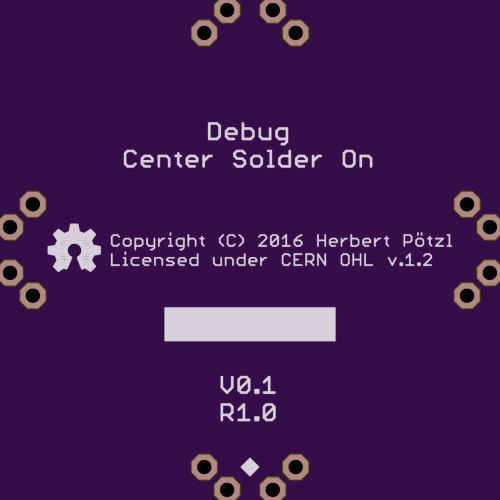 Debug
Center Solder On
Copyright (C) 2016 Herbert Pötzl
Licensed under CERN OHL v.1.2
V0.1
R1.0